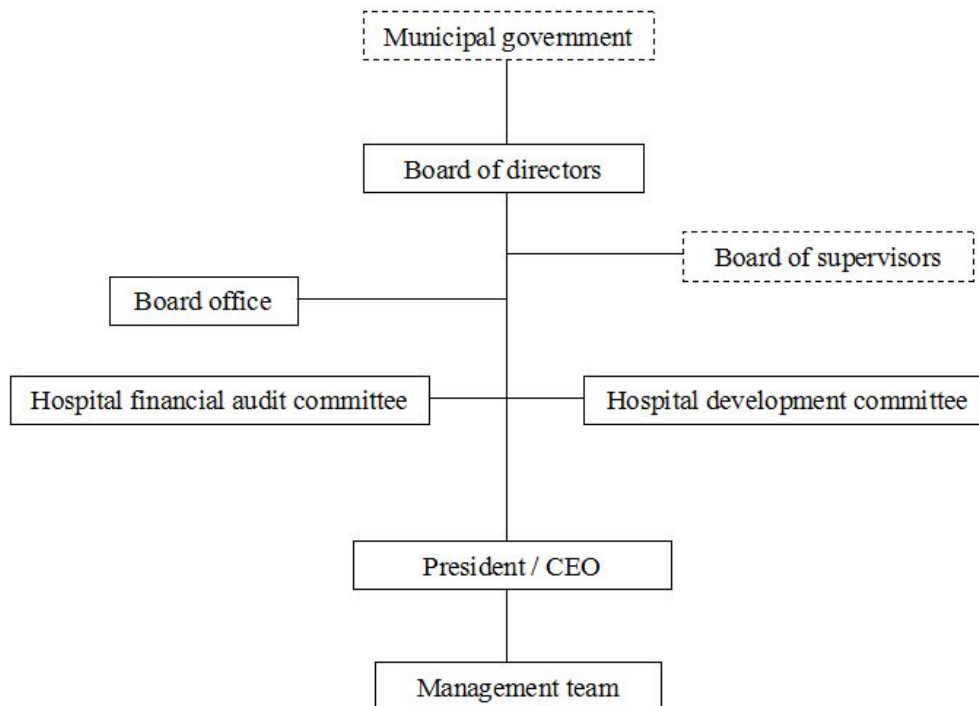 Municipal government
Board of directors
Board of supervisors
Board office
Hospital financial audit committee
Hospital development committee
President / CEO
Management team